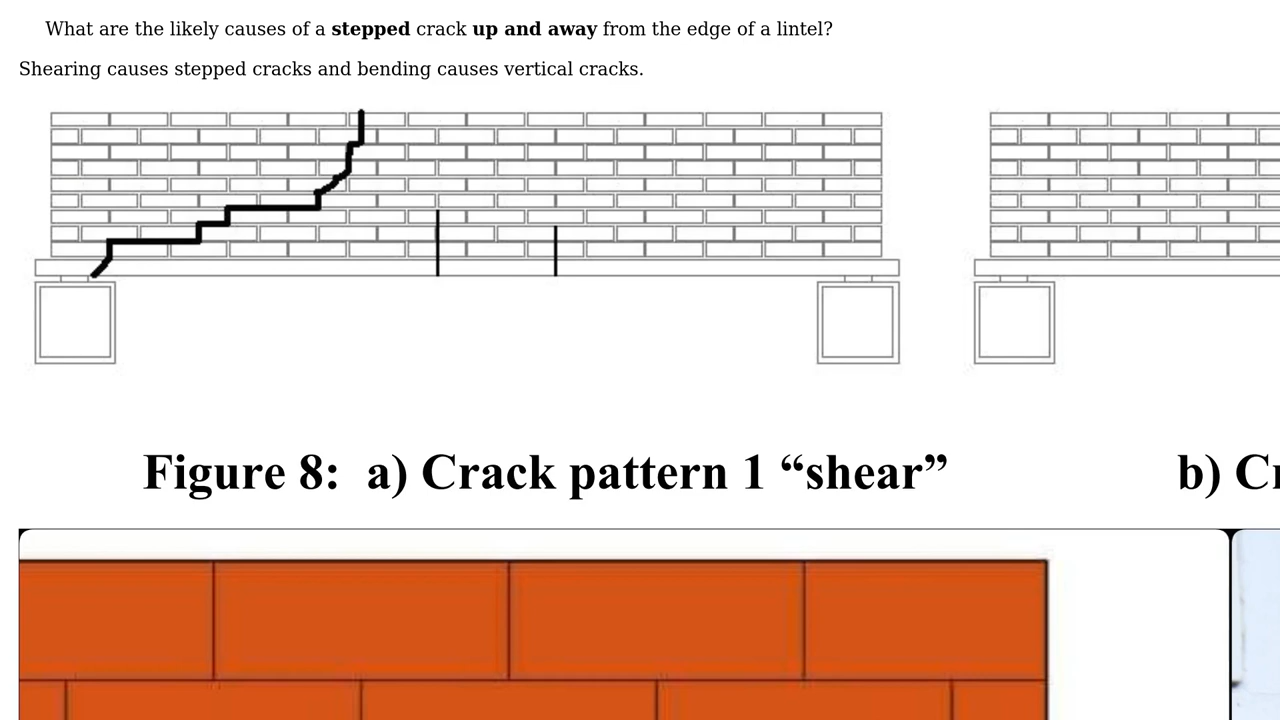 What are the likely causes of a stepped crack up and away from the edge of a lintel?
Shearing causes stepped cracks and bending causes vertical cracks.
Figure 8: a) Crack pattern 1 “shear”
b) Cr